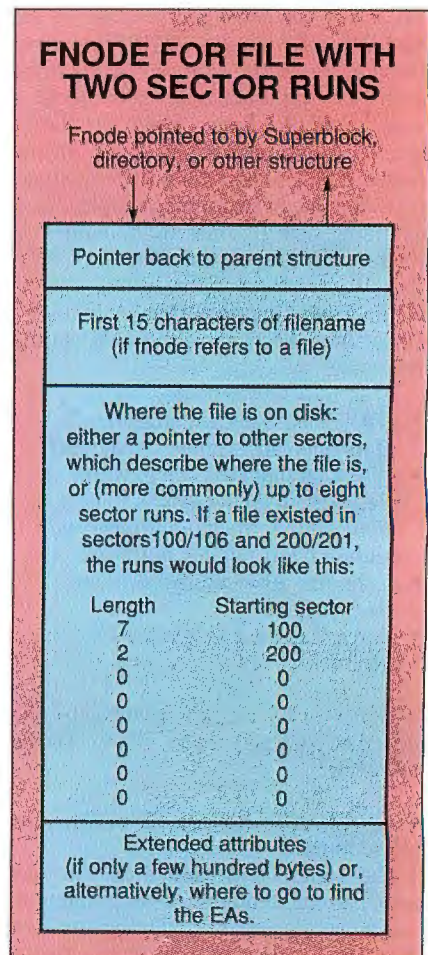 FNODE FOR FILE WITH
TWO SECTOR RUNS
Fnode pointed to by Superblock,
directory, or other structure
Pointer back to parent structure
First 15 characters of filename
(if fnode refers to a file)
Where the file is on disk:
either a pointer to other sectors,
which describe where the file is,
or (more commonly) up to eight
sector runs. If a file existed in
sectors100/106 and 200/201,
the runs would look like this:
Length Starting sector
7 100
2 200
0 0
0 0
0 0
0 0
0 0
0 0
Extended attributes
(if only a few hundred bytes) or,
alternatively, where to go to find
the EAs.